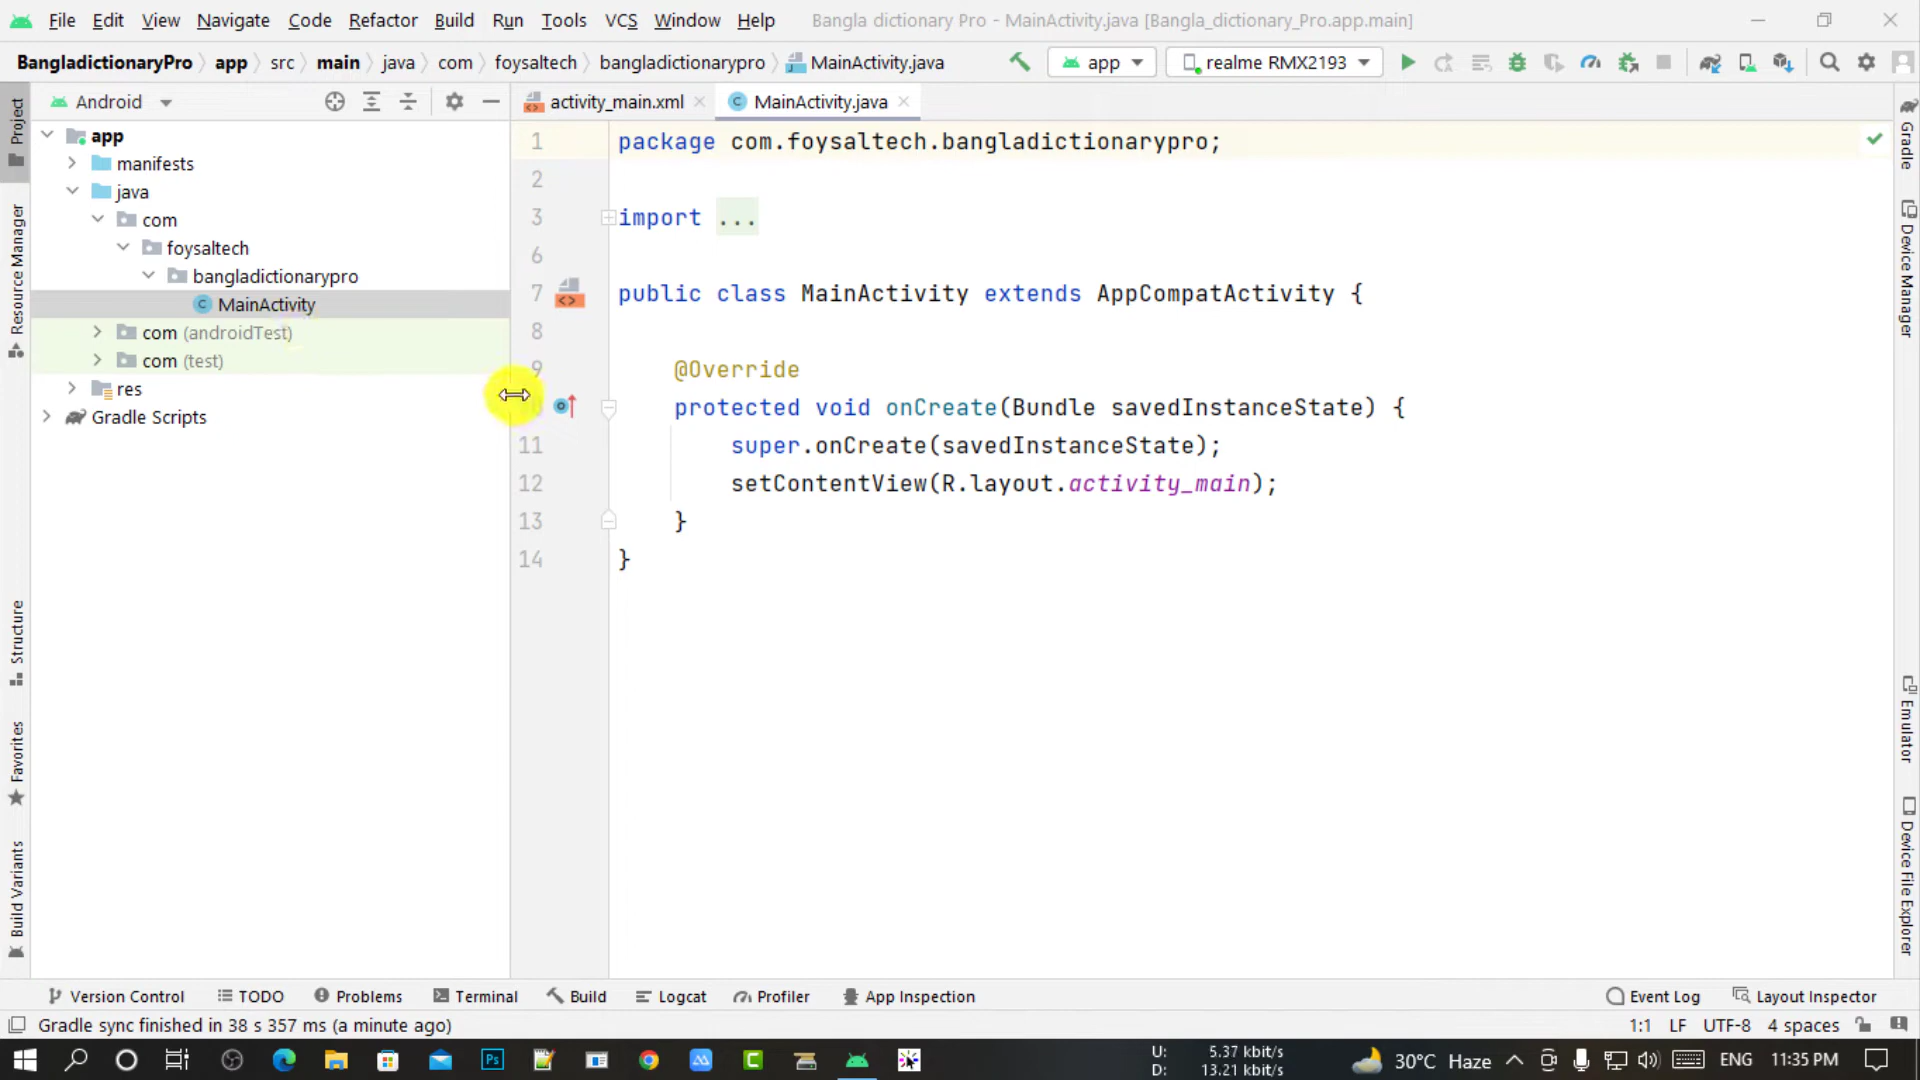 File Edit View Navigate Code Refactor Build Run Tools VCS Window Help Bangla dictionary Pro - MainActivity.java [Bangla_dictionary_Pro.app.main]
BangladictionaryPro app src main java com foysaltech bangladictionarypro MainActivity.java app realme RMX2193
Project
Resource Manager
Structure
Favorites
Build Variants
Android
app
manifests
java
com
foysaltech
bangladictionarypro
MainActivity
com (androidTest)
com (test)
res
Gradle Scripts
activity_main.xml MainActivity.java
1 package com.foysaltech.bangladictionarypro;
2
3 import ...
6
7 public class MainActivity extends AppCompatActivity {
8
9 @Override
protected void onCreate(Bundle savedInstanceState) {
11 super.onCreate(savedInstanceState);
12 setContentView(R.layout.activity_main);
13 }
14 }
Gradle
Device Manager
Emulator
Device File Explorer
Version Control TODO Problems Terminal Build Logcat Profiler App Inspection Event Log Layout Inspector
Gradle sync finished in 38 s 357 ms (a minute ago) 1:1 LF UTF-8 4 spaces
Ps
U: 5.37 kbit/s
D: 13.21 kbit/s
30°C Haze ENG 11:35 PM